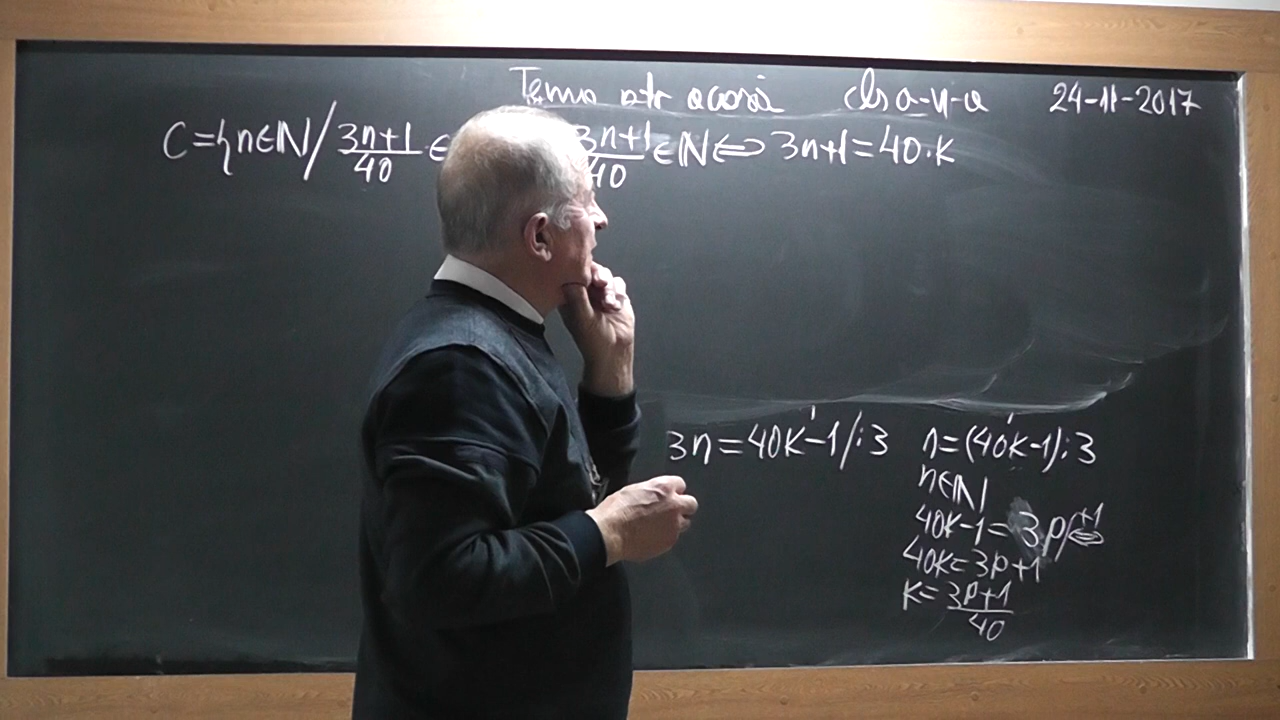 Tema ptr acasă cls a-V-a 24-11-2017
C={n∈ℕ/ 3n+1/40 ∈ 3n+1/40 ∈ℕ⇔ 3n+1=40·K
3n=40K-1/:3 n=(40K-1):3
n∈ℕ
40K-1=3p/+1⇔
40K=3p+1
K=3p+1/40